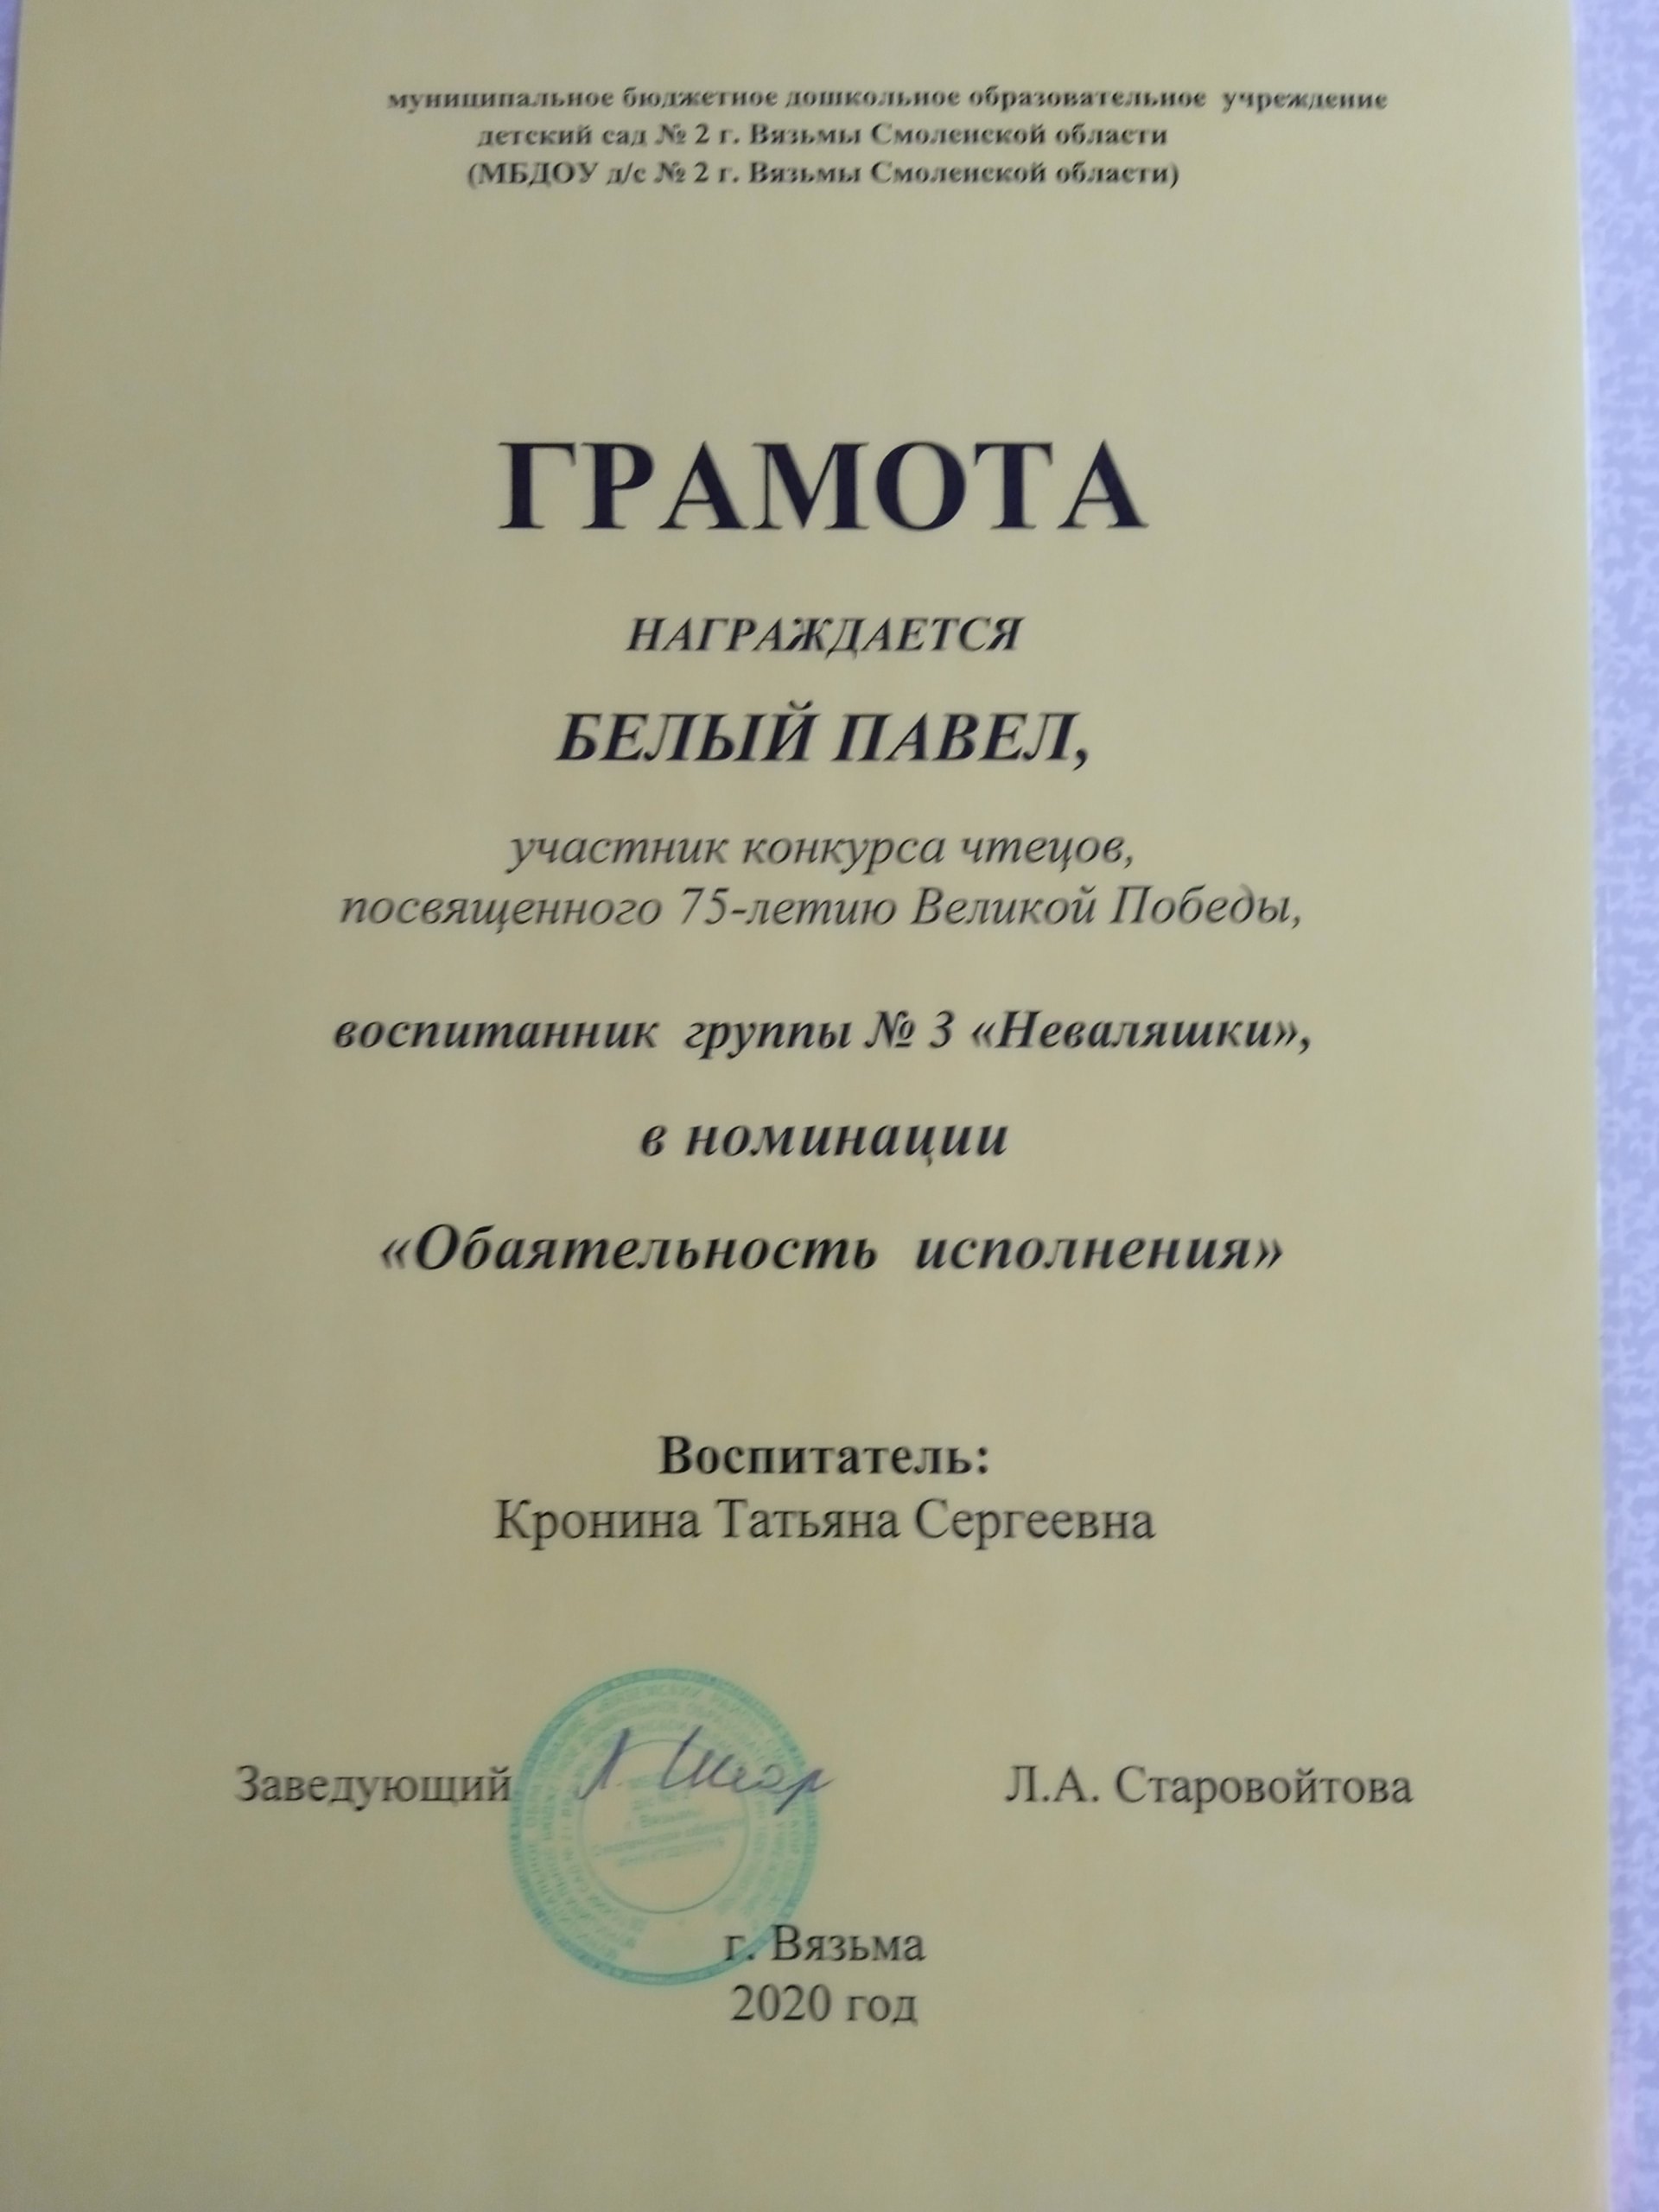 муниципальное бюджетное дошкольное образовательное учреждение
детский сад № 2 г. Вязьмы Смоленской области
(МБДОУ д/с № 2 г. Вязьмы Смоленской области)
ГРАМОТА
НАГРАЖДАЕТСЯ
БЕЛЫЙ ПАВЕЛ,
участник конкурса чтецов,
посвященного 75-летию Великой Победы,
воспитанник группы № 3 «Неваляшки»,
в номинации
«Обаятельность исполнения»
Воспитатель:
Кронина Татьяна Сергеевна
Заведующий Л.А. Старовойтова
г. Вязьма
2020 год